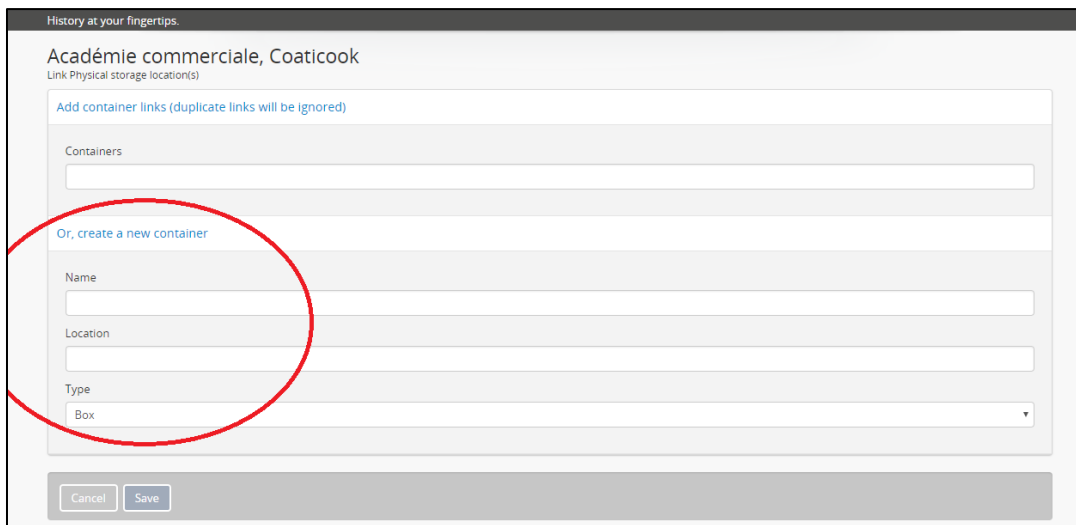 History at your fingertips.
Académie commerciale, Coaticook
Link Physical storage location(s)
Add container links (duplicate links will be ignored)
Containers
Or, create a new container
Name
Location
Type
Box
Cancel
Save